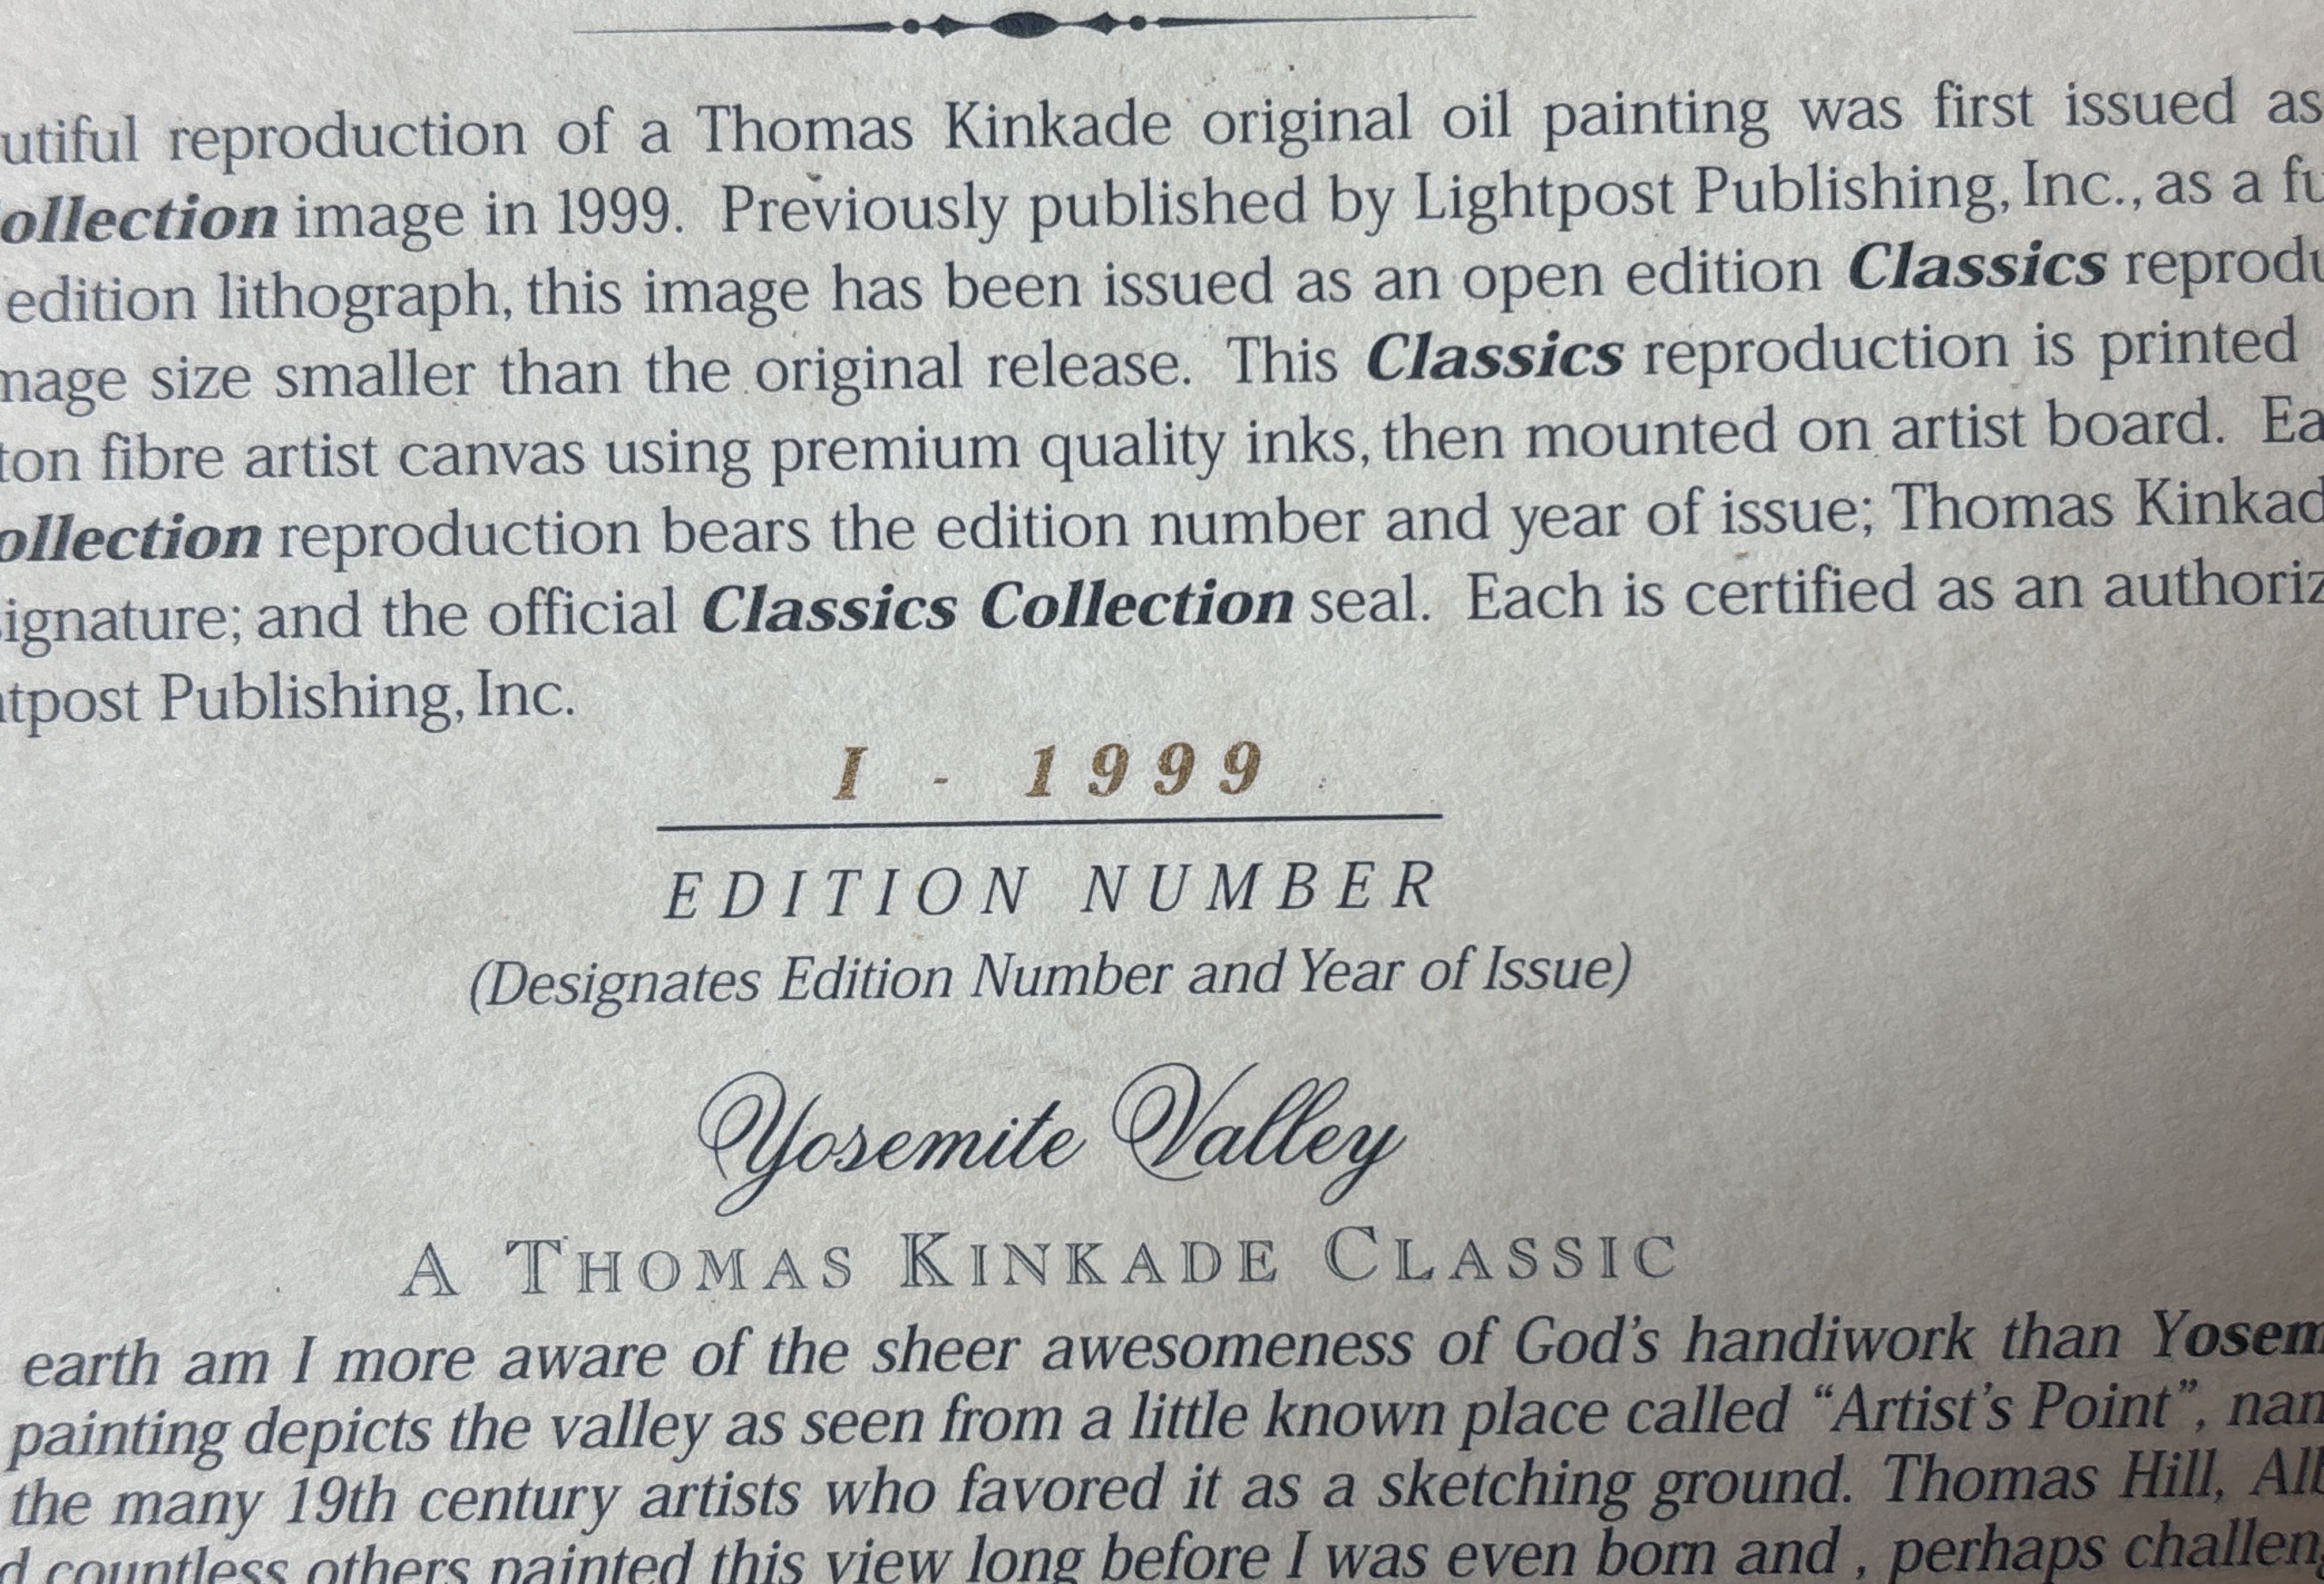 utiful reproduction of a Thomas Kinkade original oil painting was first issued as
ollection image in 1999. Previously published by Lightpost Publishing, Inc., as a fu
edition lithograph, this image has been issued as an open edition Classics reprodu
mage size smaller than the original release. This Classics reproduction is printed
ton fibre artist canvas using premium quality inks, then mounted on artist board. Ea
ollection reproduction bears the edition number and year of issue; Thomas Kinkad
ignature; and the official Classics Collection seal. Each is certified as an authoriz
tpost Publishing, Inc.
I - 1999
EDITION NUMBER
(Designates Edition Number and Year of Issue)
Yosemite Valley
A THOMAS KINKADE CLASSIC
earth am I more aware of the sheer awesomeness of God's handiwork than Yosem
painting depicts the valley as seen from a little known place called “Artist's Point”, nam
the many 19th century artists who favored it as a sketching ground. Thomas Hill, Alb
d countless others painted this view long before I was even born and , perhaps challen